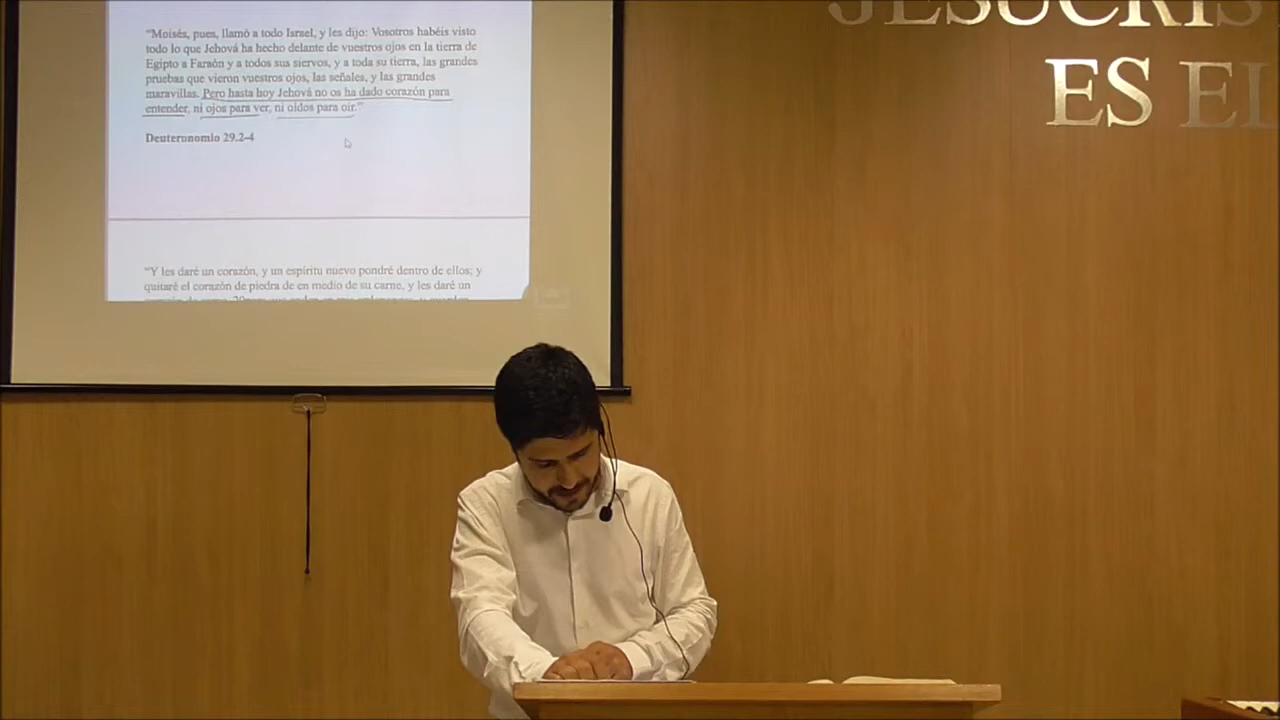 "Moisés, pues, llamó a todo Israel, y les dijo: Vosotros habéis visto
todo lo que Jehová ha hecho delante de vuestros ojos en la tierra de
Egipto a Faraón y a todos sus siervos, y a toda su tierra, las grandes
pruebas que vieron vuestros ojos, las señales, y las grandes
maravillas. Pero hasta hoy Jehová no os ha dado corazón para
entender, ni ojos para ver, ni oídos para oír."
Deuteronomio 29.2-4
"Y les daré un corazón, y un espíritu nuevo pondré dentro de ellos; y
quitaré el corazón de piedra de en medio de su carne, y les daré un
JESUCRIS
ES EL